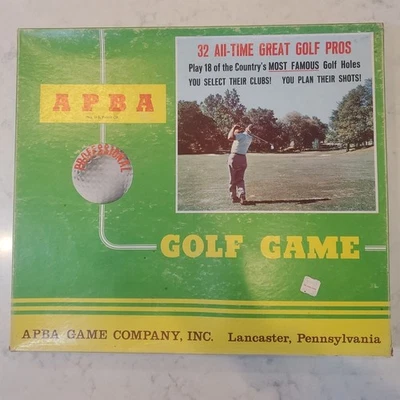 32 All-TIME GREAT GOLF PROS
Play 18 of the Country's MOST FAMOUS Golf Holes
YOU SELECT THEIR CLUBS! YOU PLAN THEIR SHOTS!
APBA
PROFESSIONAL
GOLF GAME
APBA GAME COMPANY, INC. Lancaster, Pennsylvania